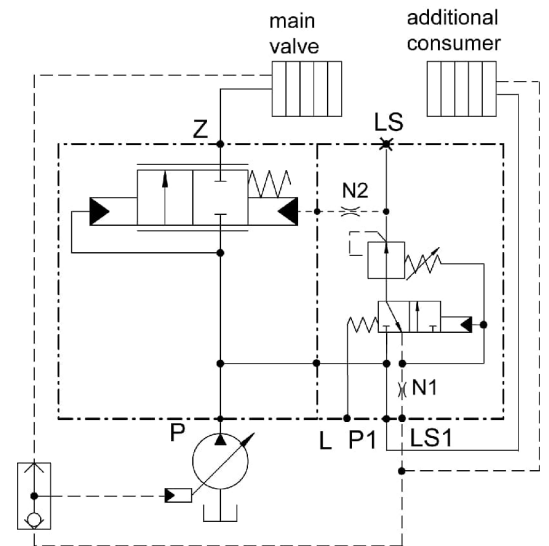 main
valve
additional
consumer
Z
LS
N2
N1
P
L
P1
LS1